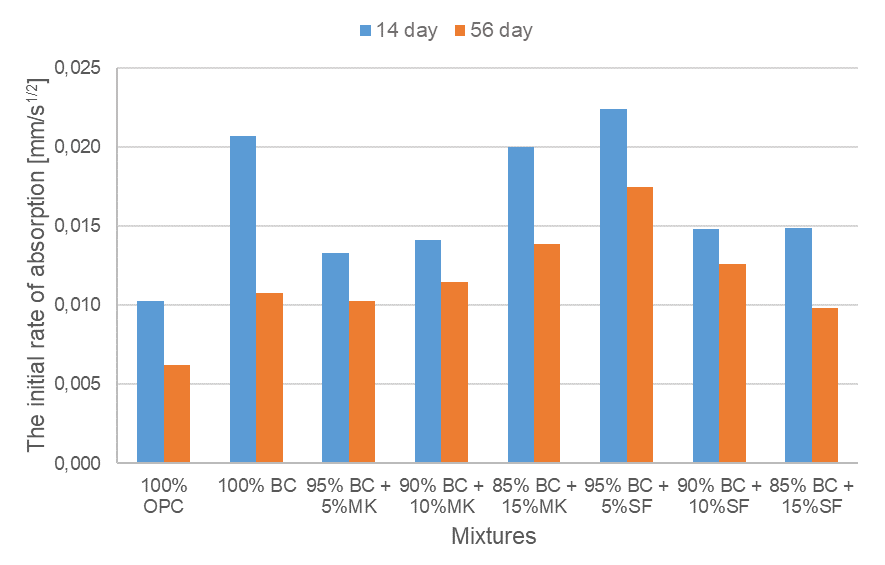 14 day 56 day
The initial rate of absorption [mm/s1/2]
0,025
0,020
0,015
0,010
0,005
0,000
100% OPC
100% BC
95% BC + 5%MK
90% BC + 10%MK
85% BC + 15%MK
95% BC + 5%SF
90% BC + 10%SF
85% BC + 15%SF
Mixtures